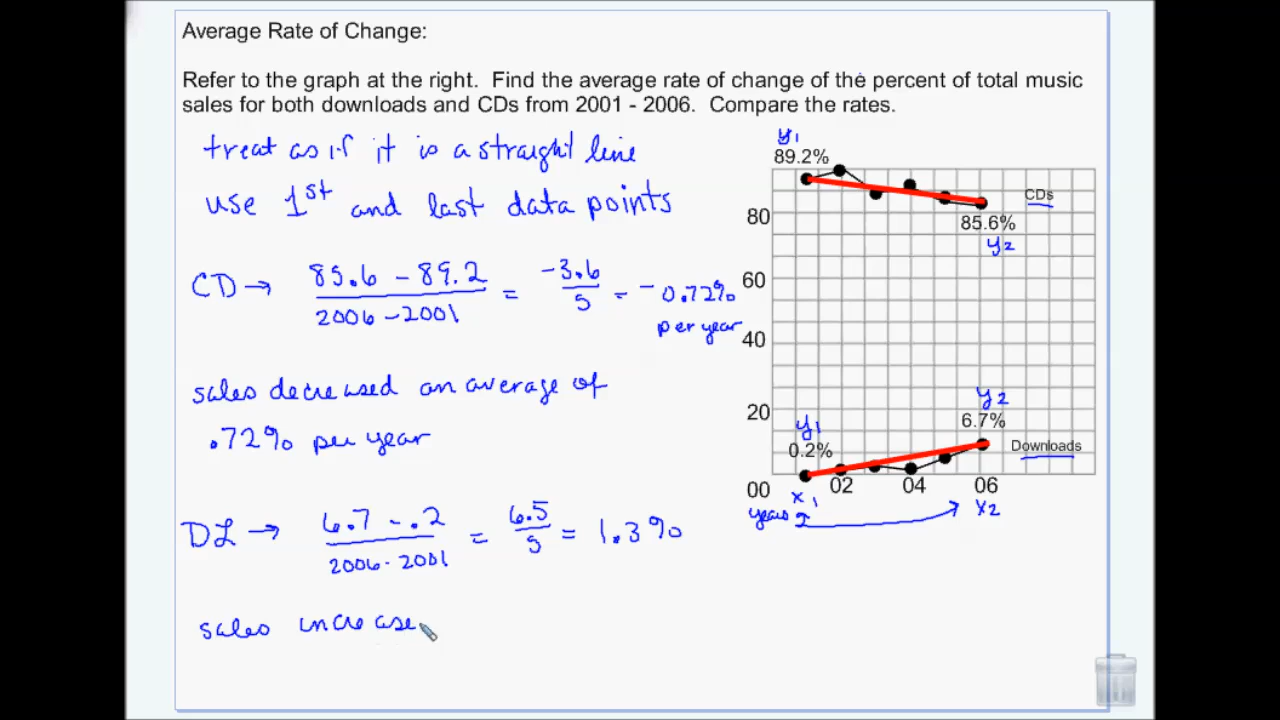 Average Rate of Change:
Refer to the graph at the right. Find the average rate of change of the percent of total music
sales for both downloads and CDs from 2001 - 2006. Compare the rates.
treat as if it is a straight line
use 1st and last data points
CD → 85.6 - 89.2 / 2006 - 2001 = -3.6 / 5 = -0.72%
per year
sales decreased an average of
.72% per year
DL → 6.7 - .2 / 2006 - 2001 = 6.5 / 5 = 1.3%
sales increase
y1
89.2%
CDs
80
85.6%
y2
60
40
y2
20
6.7%
y1
0.2%
Downloads
00
02
04
06
x1
x2
years